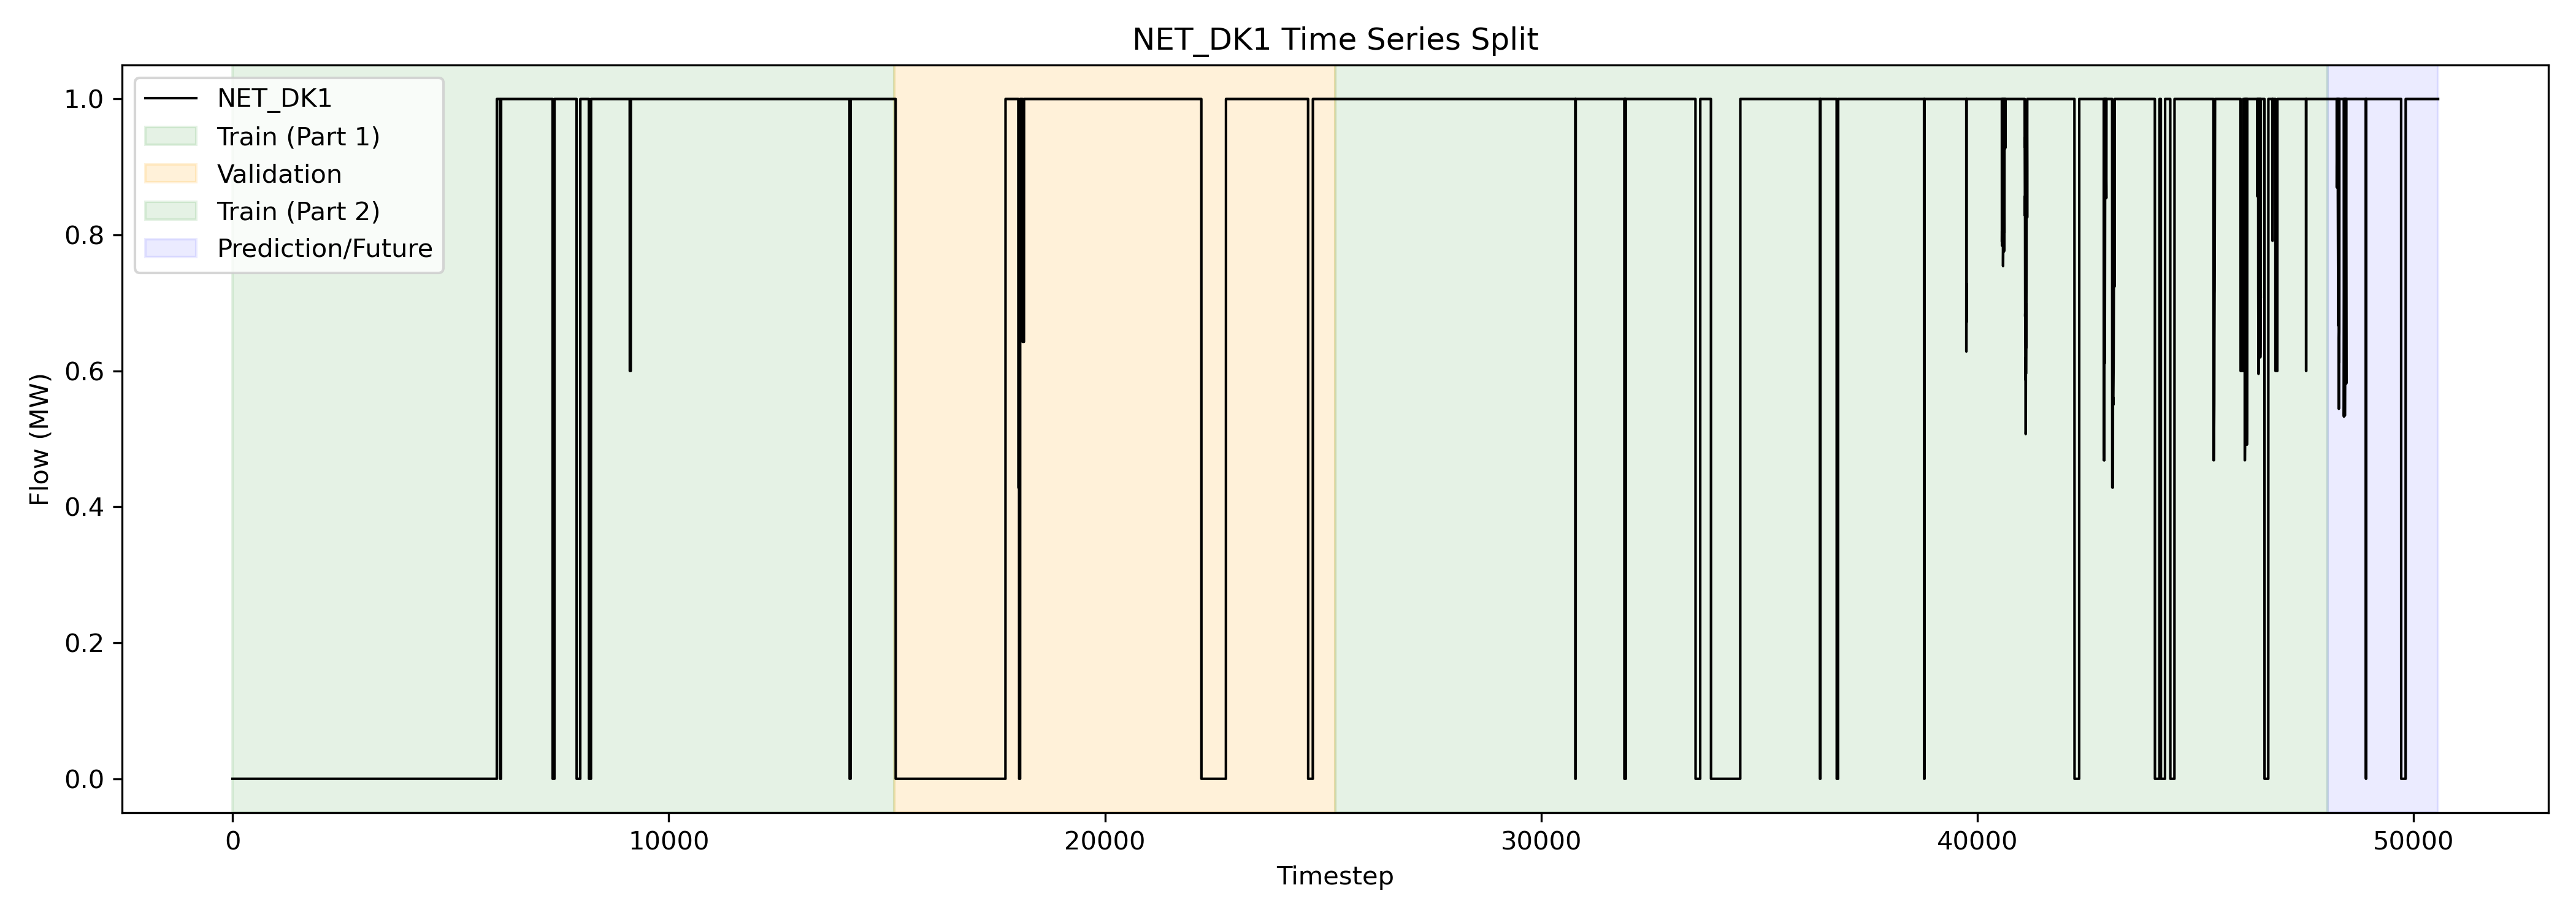 NET_DK1 Time Series Split
NET_DK1
Train (Part 1)
Validation
Train (Part 2)
Prediction/Future
Flow (MW)
1.0
0.8
0.6
0.4
0.2
0.0
0 10000 20000 30000 40000 50000
Timestep